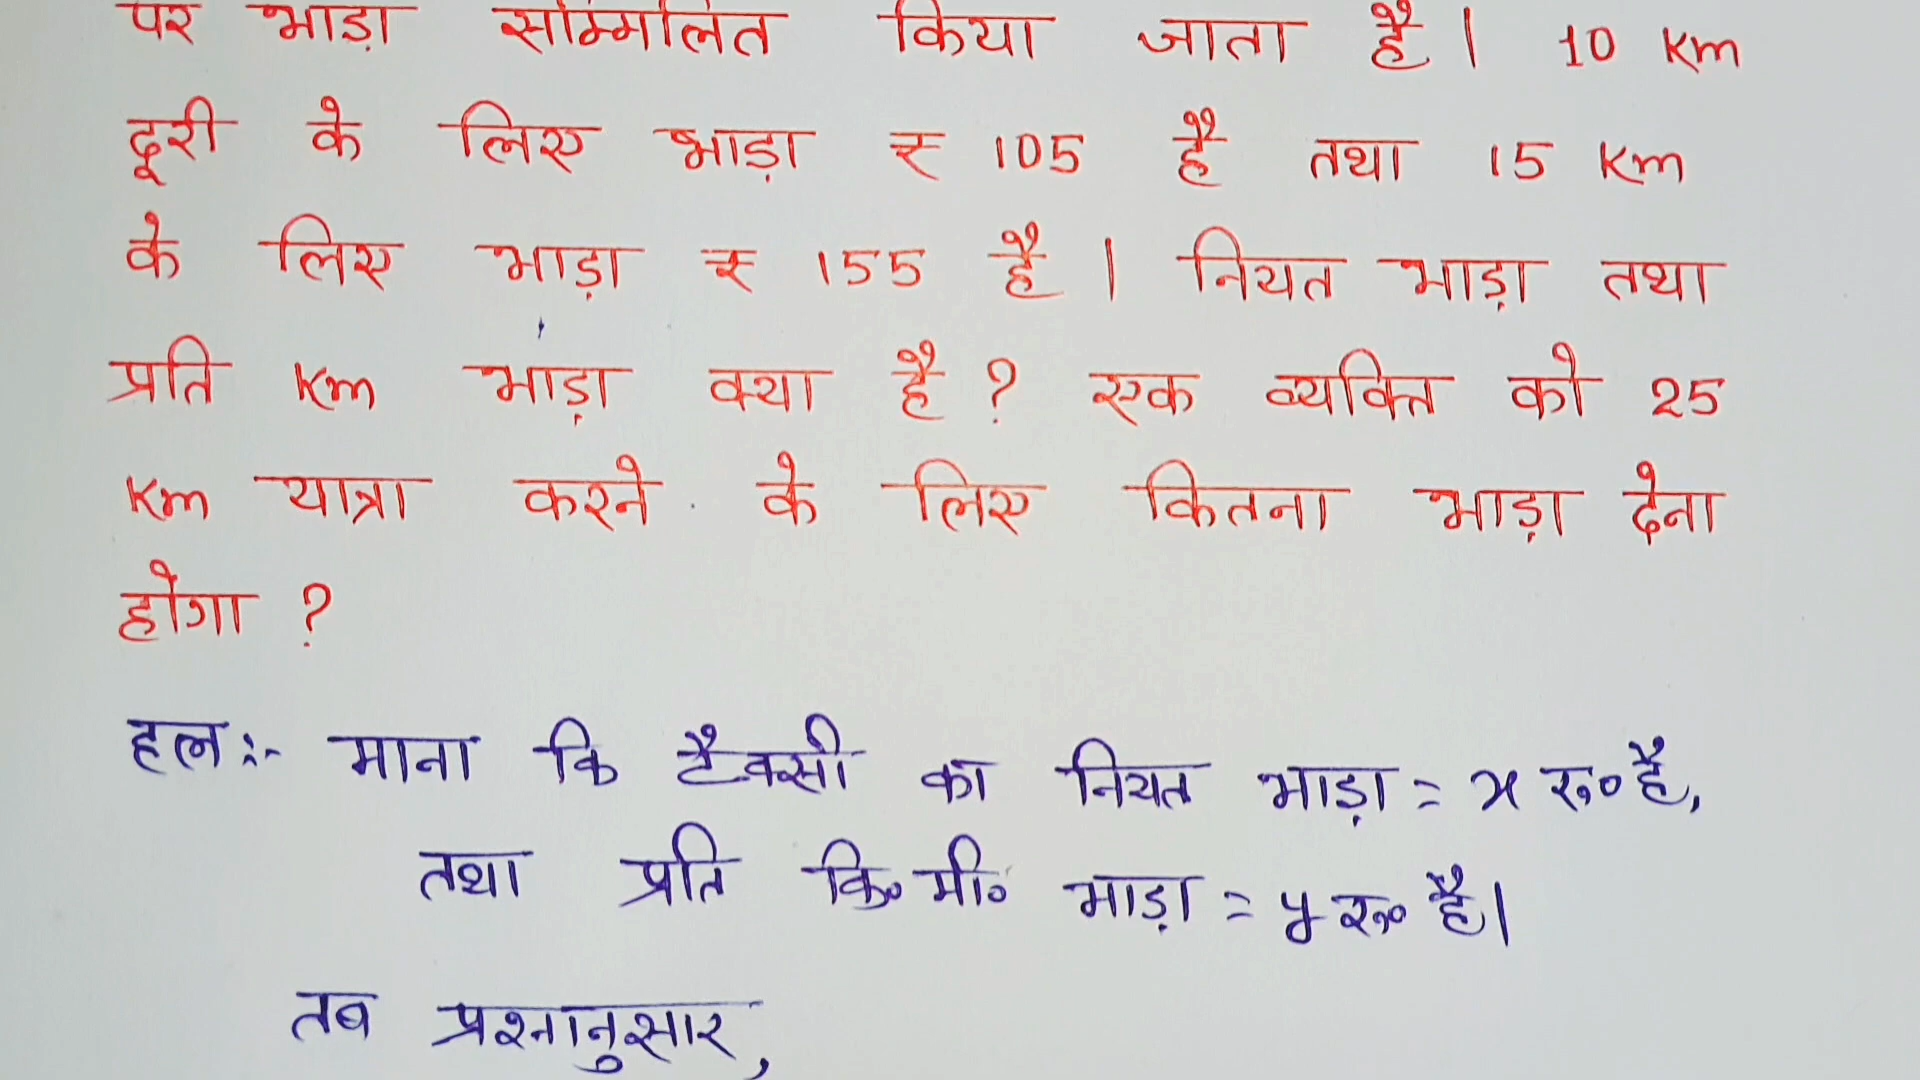 पर भाड़ा सम्मिलित किया जाता है। 10 Km
दूरी के लिए भाड़ा ₹ 105 है तथा 15 Km
के लिए भाड़ा ₹ 155 है। नियत भाड़ा तथा
प्रति Km भाड़ा क्या है? एक व्यक्ति को 25
Km यात्रा करने के लिए कितना भाड़ा देना
होगा?
हल:- माना कि टैक्सी का नियत भाड़ा = x रु० है,
तथा प्रति कि० मी० भाड़ा = y रु० है।
तब प्रश्नानुसार,